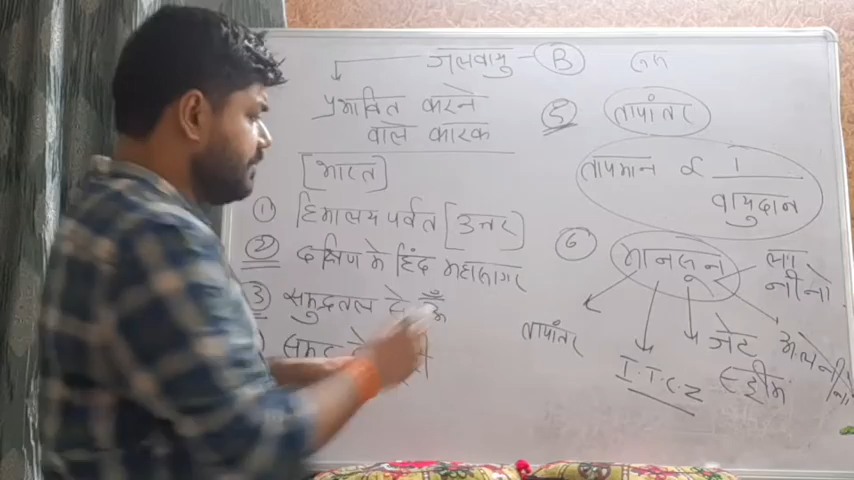 जलवायु - B
प्रभावित करने
वाले कारक
[भारत]
① हिमालय पर्वत [उत्तर]
② दक्षिण मे हिंद महासागर
③ समुद्रतल से
⑤ तापांतर
तापमान ∝ 1
वायुदाब
⑥ मानसून
ला
नीनो
तापांतर
I.T.C.Z
जेट
स्ट्रीम